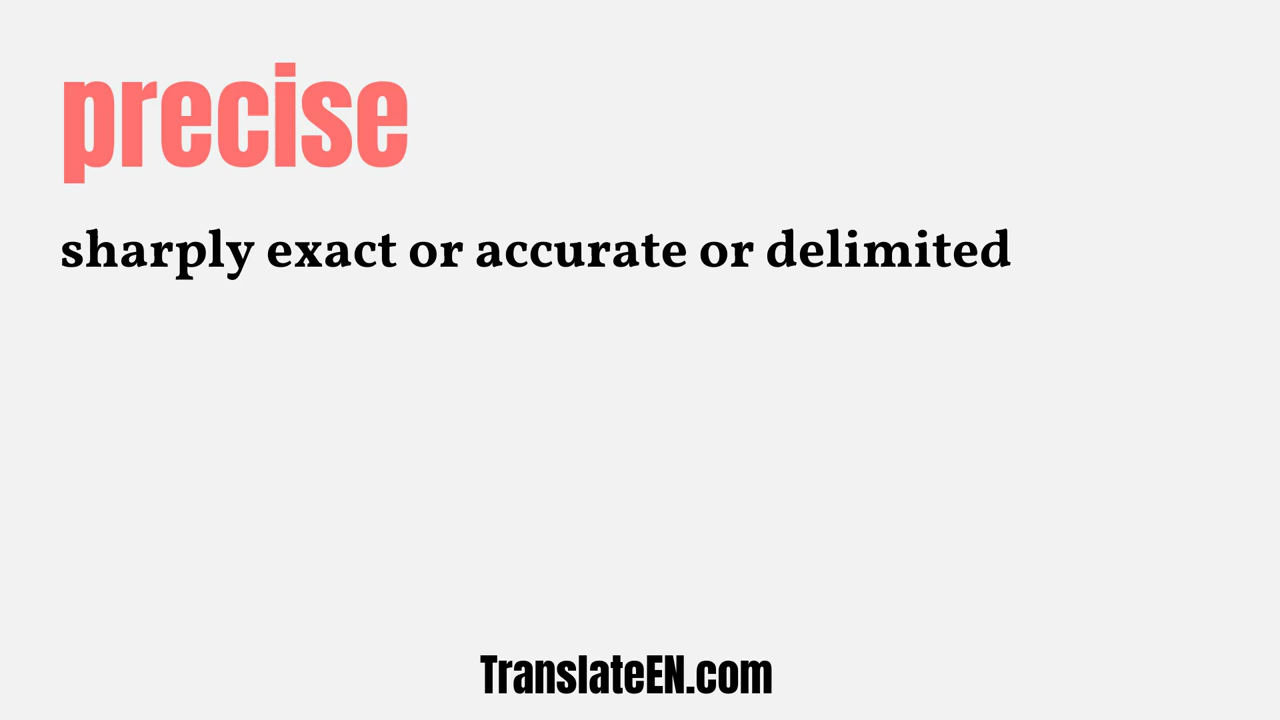 precise
sharply exact or accurate or delimited
TranslateEN.com